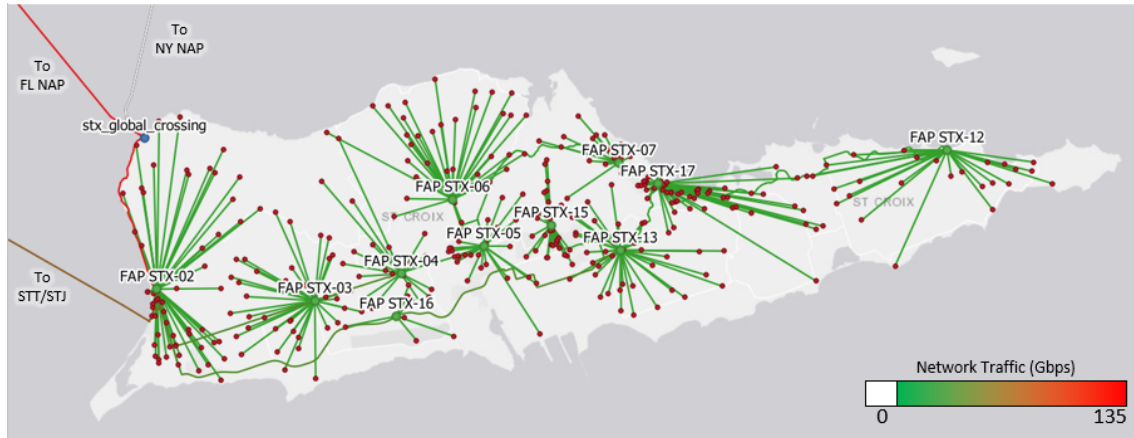 To
NY NAP
To
FL NAP
stx_global_crossing
FAP STX-12
FAP STX-07
FAP STX-17
FAP STX-06
ST CROIX
ST CROIX
FAP STX-15
FAP STX-05
FAP STX-13
FAP STX-04
FAP STX-02
To
STT/STJ
FAP STX-03
FAP STX-16
Network Traffic (Gbps)
0 135